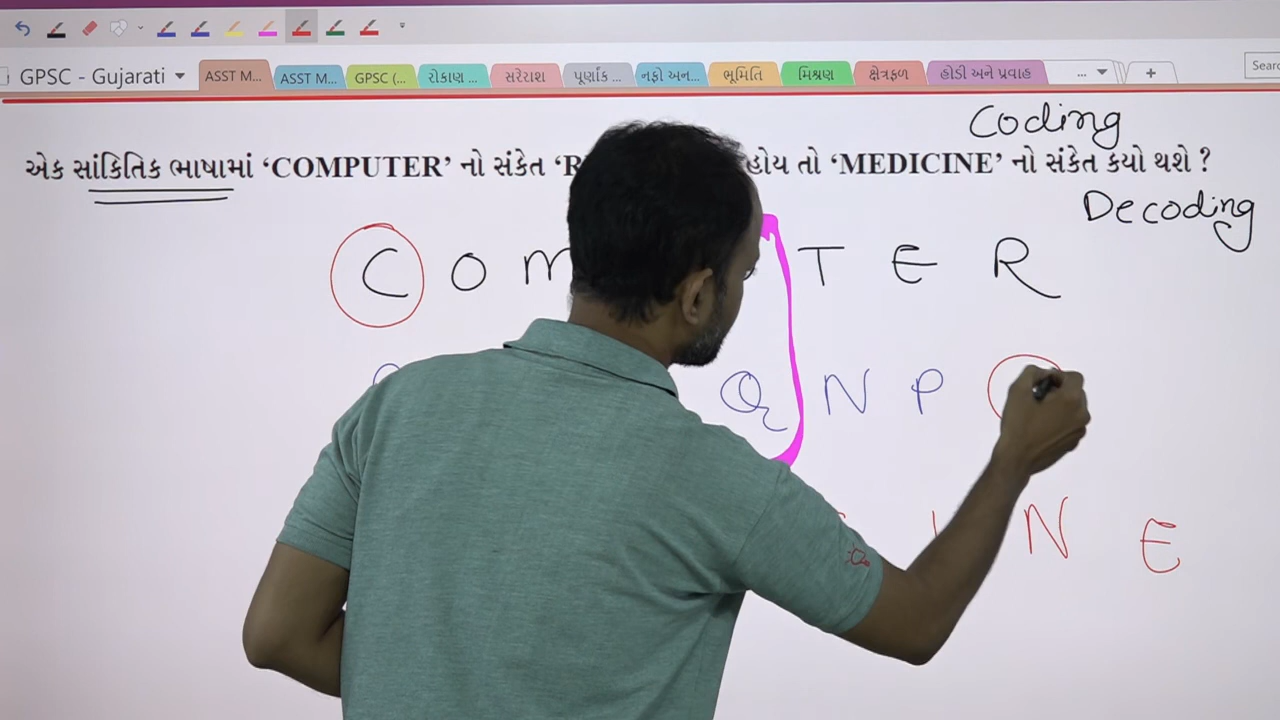 GPSC - Gujarati ASST M... ASST M... GPSC (... રોકાણ ... સરેરાશ પૂર્ણાંક ... નફો અન... ભૂમિતિ મિશ્રણ ક્ષેત્રફળ હોડી અને પ્રવાહ ... +
Coding
એક સાંકેતિક ભાષામાં ‘COMPUTER’ નો સંકેત ‘R હોય તો ‘MEDICINE’ નો સંકેત કયો થશે ?
Decoding
C O M T E R
Q N P
N E